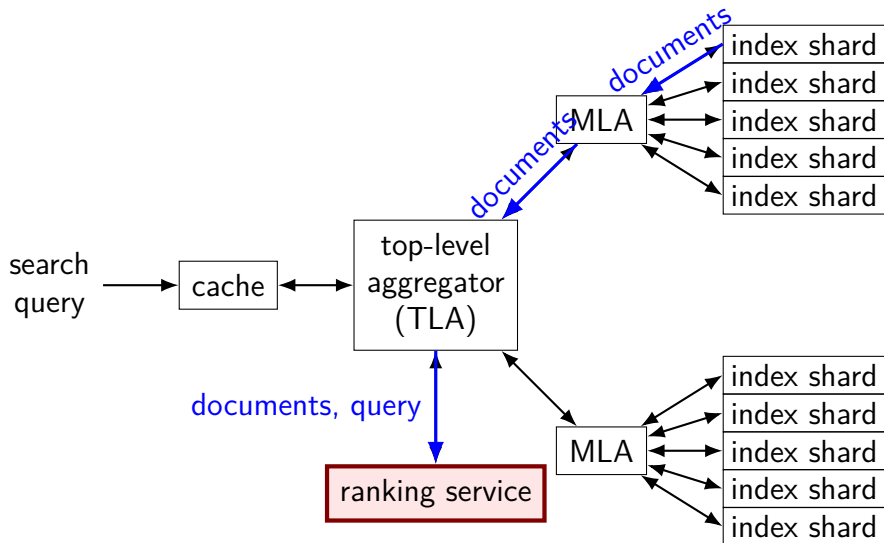 documents
index shard
index shard
index shard
index shard
index shard
MLA
documents
search
query
cache
top-level
aggregator
(TLA)
documents, query
ranking service
MLA
index shard
index shard
index shard
index shard
index shard